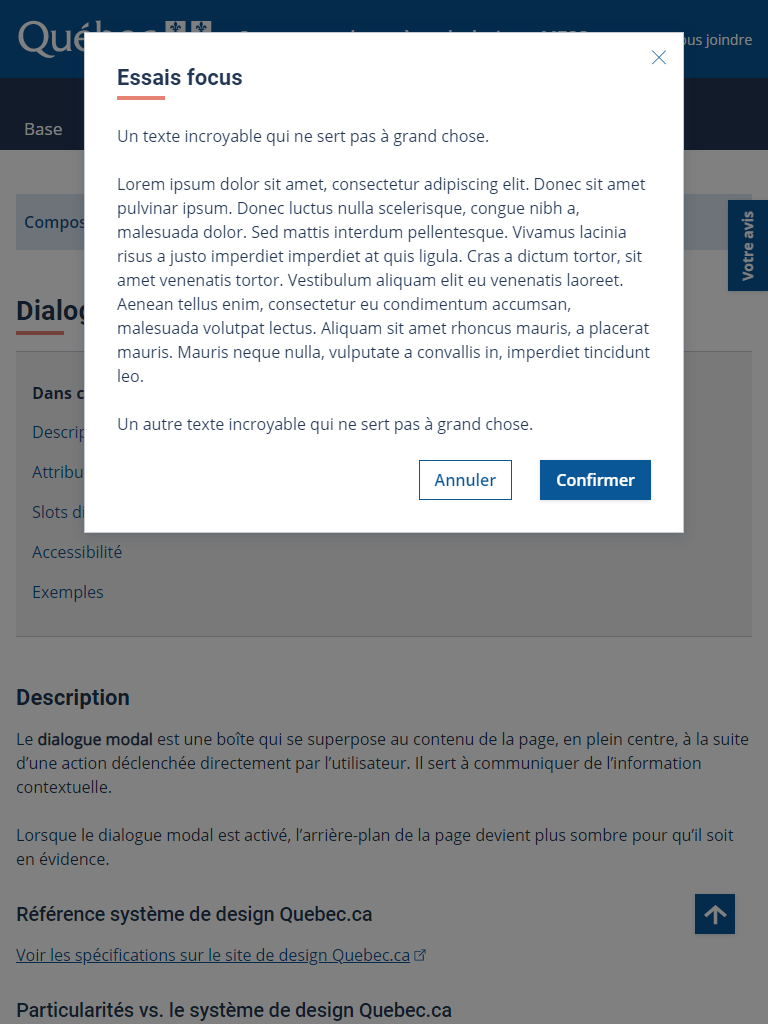 Québec
ous joindre
Base
Essais focus
Un texte incroyable qui ne sert pas à grand chose.
Lorem ipsum dolor sit amet, consectetur adipiscing elit. Donec sit amet
pulvinar ipsum. Donec luctus nulla scelerisque, congue nibh a,
malesuada dolor. Sed mattis interdum pellentesque. Vivamus lacinia
risus a justo imperdiet imperdiet at quis ligula. Cras a dictum tortor, sit
amet venenatis tortor. Vestibulum aliquam elit eu venenatis laoreet.
Aenean tellus enim, consectetur eu condimentum accumsan,
malesuada volutpat lectus. Aliquam sit amet rhoncus mauris, a placerat
mauris. Mauris neque nulla, vulputate a convallis in, imperdiet tincidunt
leo.
Un autre texte incroyable qui ne sert pas à grand chose.
Annuler
Confirmer
Compos
Votre avis
Dialog
Dans c
Descrip
Attribu
Slots d
Accessibilité
Exemples
Description
Le dialogue modal est une boîte qui se superpose au contenu de la page, en plein centre, à la suite
d’une action déclenchée directement par l’utilisateur. Il sert à communiquer de l’information
contextuelle.
Lorsque le dialogue modal est activé, l’arrière-plan de la page devient plus sombre pour qu’il soit
en évidence.
Référence système de design Quebec.ca
Voir les spécifications sur le site de design Quebec.ca
Particularités vs. le système de design Quebec.ca